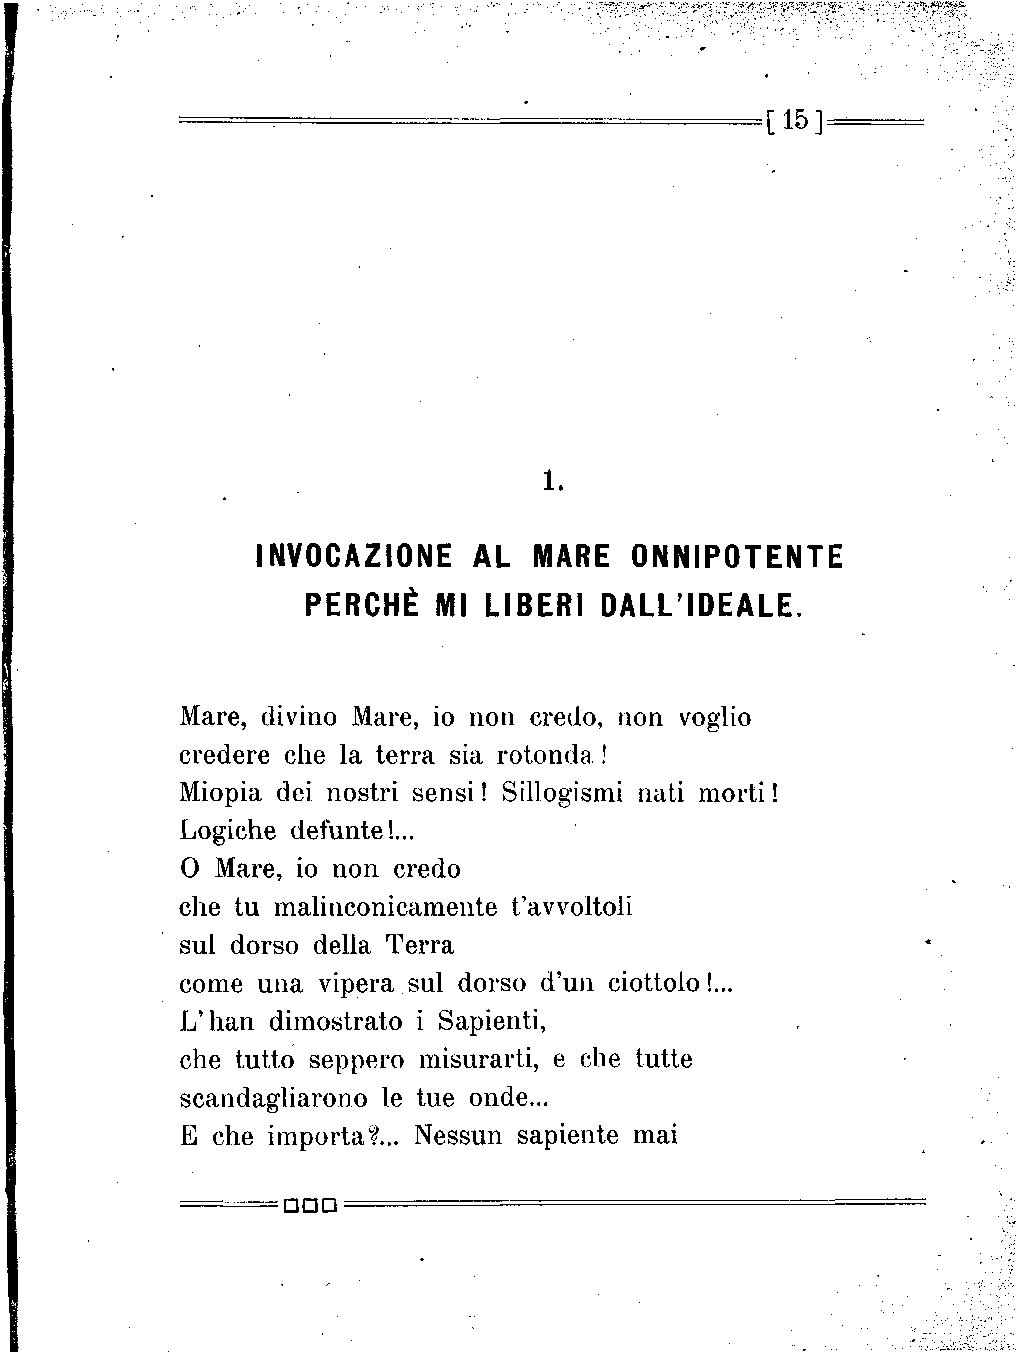 [ 15 ]
1.
INVOCAZIONE AL MARE ONNIPOTENTE
PERCHÈ MI LIBERI DALL'IDEALE.
Mare, divino Mare, io non credo, non voglio
credere che la terra sia rotonda!
Miopia dei nostri sensi! Sillogismi nati morti!
Logiche defunte!...
O Mare, io non credo
che tu malinconicamente t'avvoltoli
sul dorso della Terra
come una vipera sul dorso d'un ciottolo!...
L'han dimostrato i Sapienti,
che tutto seppero misurarti, e che tutte
scandagliarono le tue onde...
E che importa?... Nessun sapiente mai